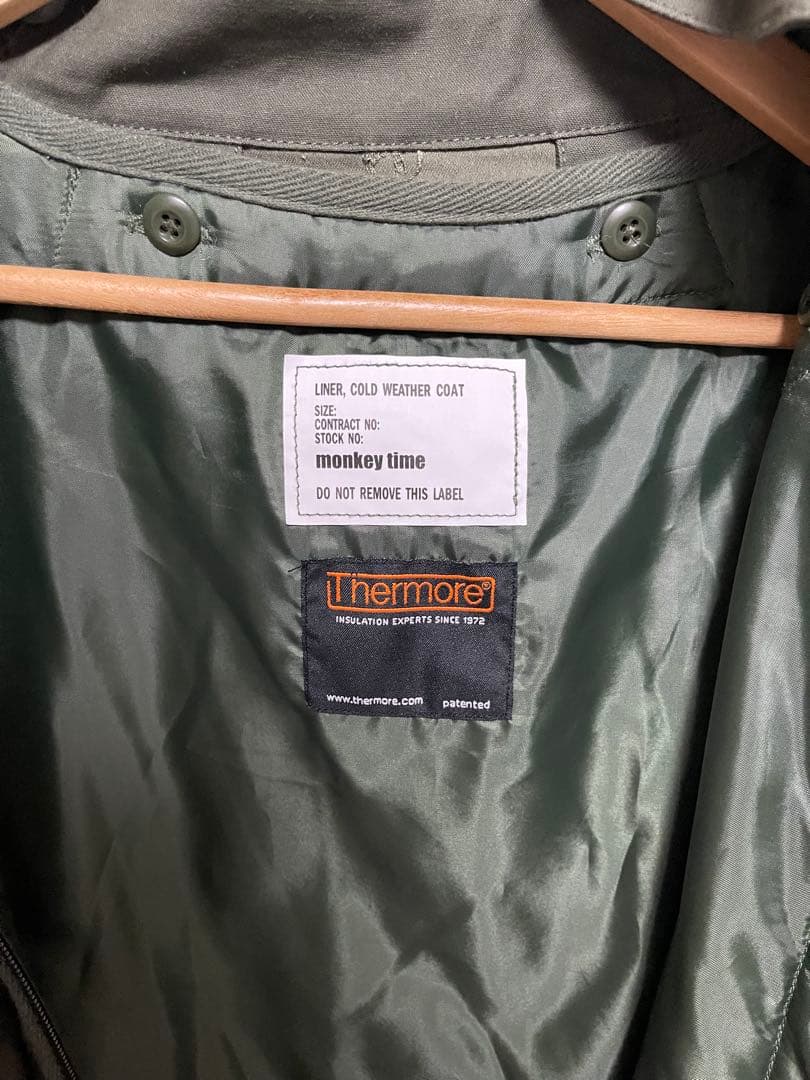 LINER, COLD WEATHER COAT
SIZE:
CONTRACT NO:
STOCK NO:
monkey time
DO NOT REMOVE THIS LABEL
Thermore®
INSULATION EXPERTS SINCE 1972
www.thermore.com patented